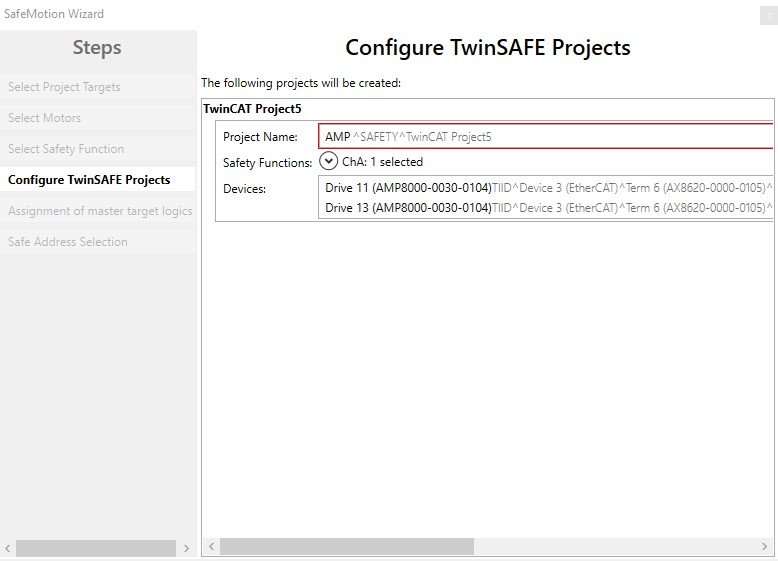 SafeMotion Wizard
Steps
Select Project Targets
Select Motors
Select Safety Function
Configure TwinSAFE Projects
Assignment of master target logics
Safe Address Selection
Configure TwinSAFE Projects
The following projects will be created:
TwinCAT Project5
Project Name: AMP ^SAFETY^TwinCAT Project5
Safety Functions: ChA: 1 selected
Devices: Drive 11 (AMP8000-0030-0104)TIID^Device 3 (EtherCAT)^Term 6 (AX8620-0000-0105)^
Drive 13 (AMP8000-0030-0104)TIID^Device 3 (EtherCAT)^Term 6 (AX8620-0000-0105)^